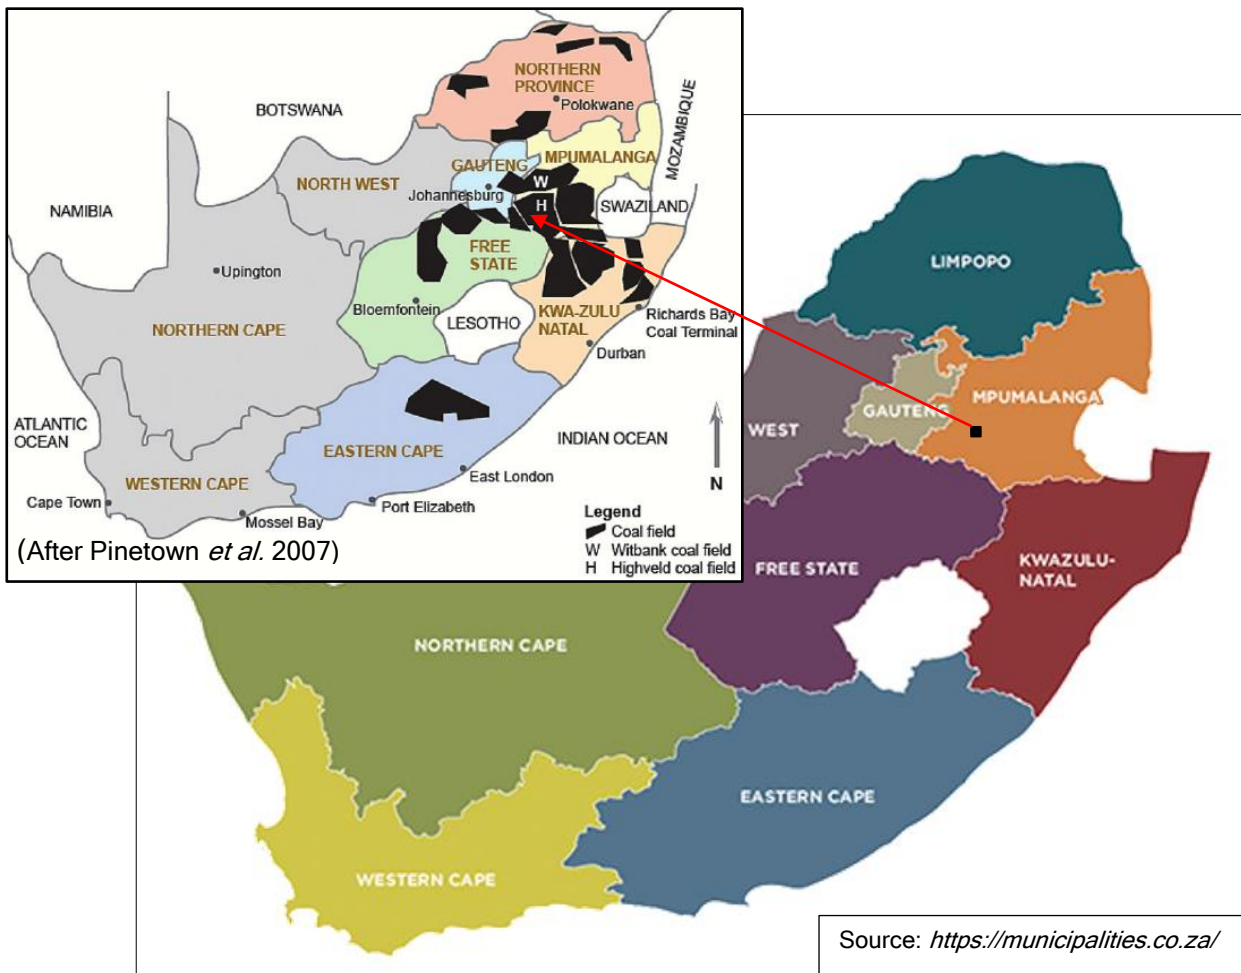 NORTHERN
PROVINCE
Polokwane
BOTSWANA
MOZAMBIQUE
GAUTENG
MPUMALANGA
NORTH WEST
W
Johannesburg
H
SWAZILAND
NAMIBIA
FREE
STATE
Upington
Bloemfontein
LESOTHO
KWA-ZULU
NATAL
Richards Bay
Coal Terminal
NORTHERN CAPE
Durban
ATLANTIC
OCEAN
INDIAN OCEAN
EASTERN CAPE
East London
WESTERN CAPE
N
Cape Town
Port Elizabeth
Mossel Bay
Legend
Coal field
W Witbank coal field
H Highveld coal field
(After Pinetown et al. 2007)
LIMPOPO
MPUMALANGA
GAUTENG
WEST
KWAZULU-
NATAL
FREE STATE
NORTHERN CAPE
EASTERN CAPE
WESTERN CAPE
Source: https://municipalities.co.za/